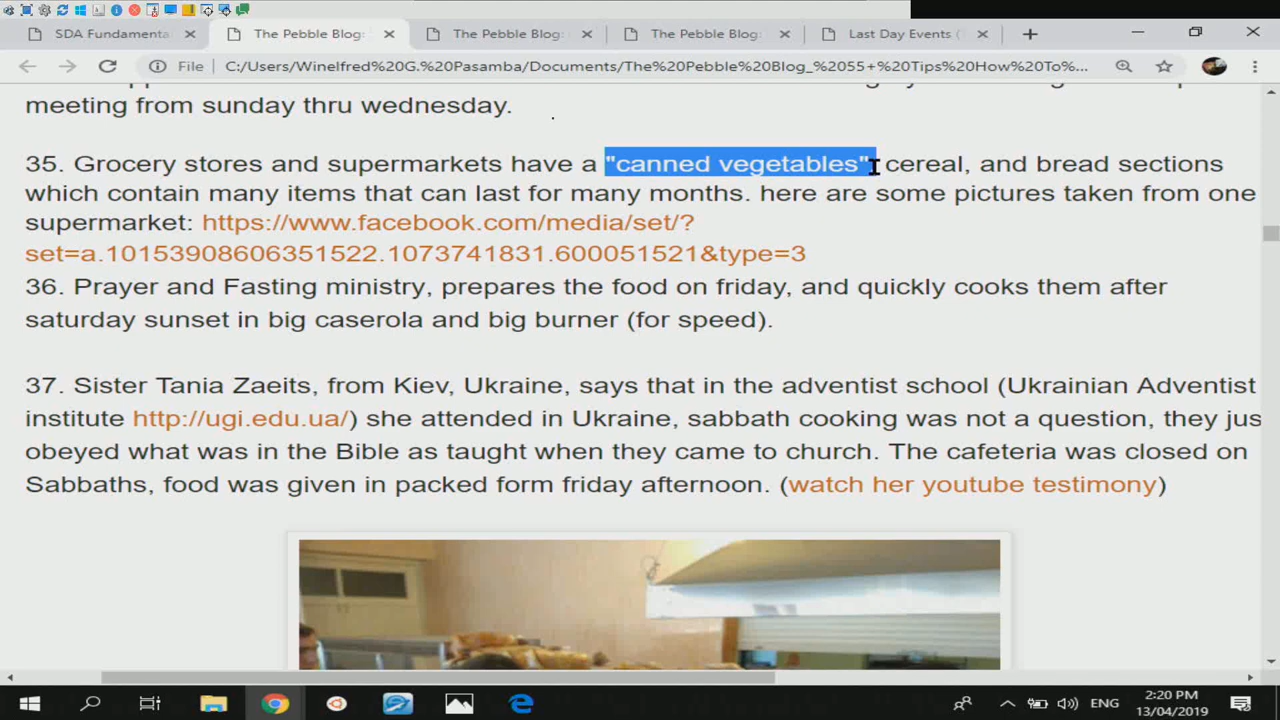 SDA Fundamenta
The Pebble Blog:
The Pebble Blog:
The Pebble Blog:
Last Day Events (
File C:/Users/Winelfred%20G.%20Pasamba/Documents/The%20Pebble%20Blog_%2055+%20Tips%20How%20To%...
meeting from sunday thru wednesday.
35. Grocery stores and supermarkets have a "canned vegetables", cereal, and bread sections
which contain many items that can last for many months. here are some pictures taken from one
supermarket: https://www.facebook.com/media/set/?
set=a.10153908606351522.1073741831.600051521&type=3
36. Prayer and Fasting ministry, prepares the food on friday, and quickly cooks them after
saturday sunset in big caserola and big burner (for speed).
37. Sister Tania Zaeits, from Kiev, Ukraine, says that in the adventist school (Ukrainian Adventist
institute http://ugi.edu.ua/) she attended in Ukraine, sabbath cooking was not a question, they jus
obeyed what was in the Bible as taught when they came to church. The cafeteria was closed on
Sabbaths, food was given in packed form friday afternoon. (watch her youtube testimony)
ENG
2:20 PM
13/04/2019